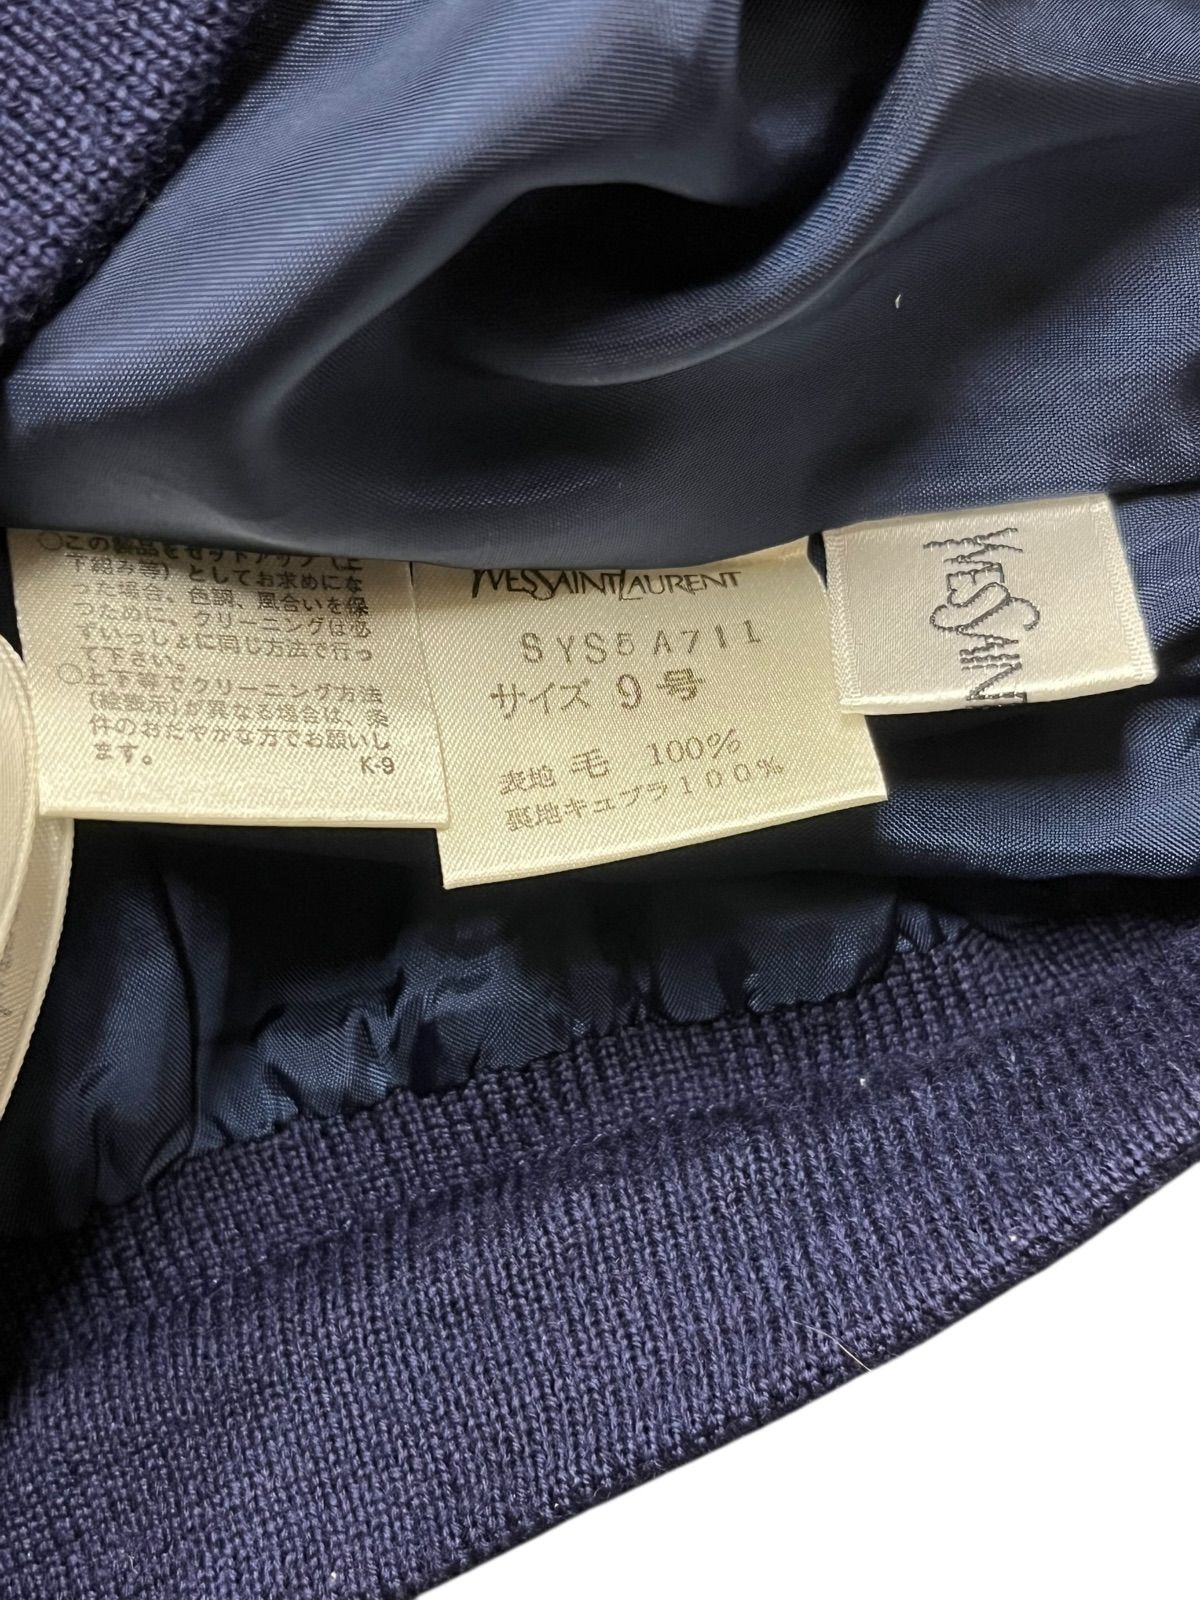 ○この製品をセットアップ(上
下組み等)としてお求めにな
った場合、色調、風合いを保
つために、クリーニングは必
ずいっしょに同じ方法で行っ
て下さい。
○上下等でクリーニング方法
(絵表示)が異なる場合は、条
件のおだやかな方でお願いし
ます。
K-9
YVESSAINTLAURENT
SYS5A711
サイズ 9 号
表地 毛 100%
裏地キュプラ100%
YVESSAIN